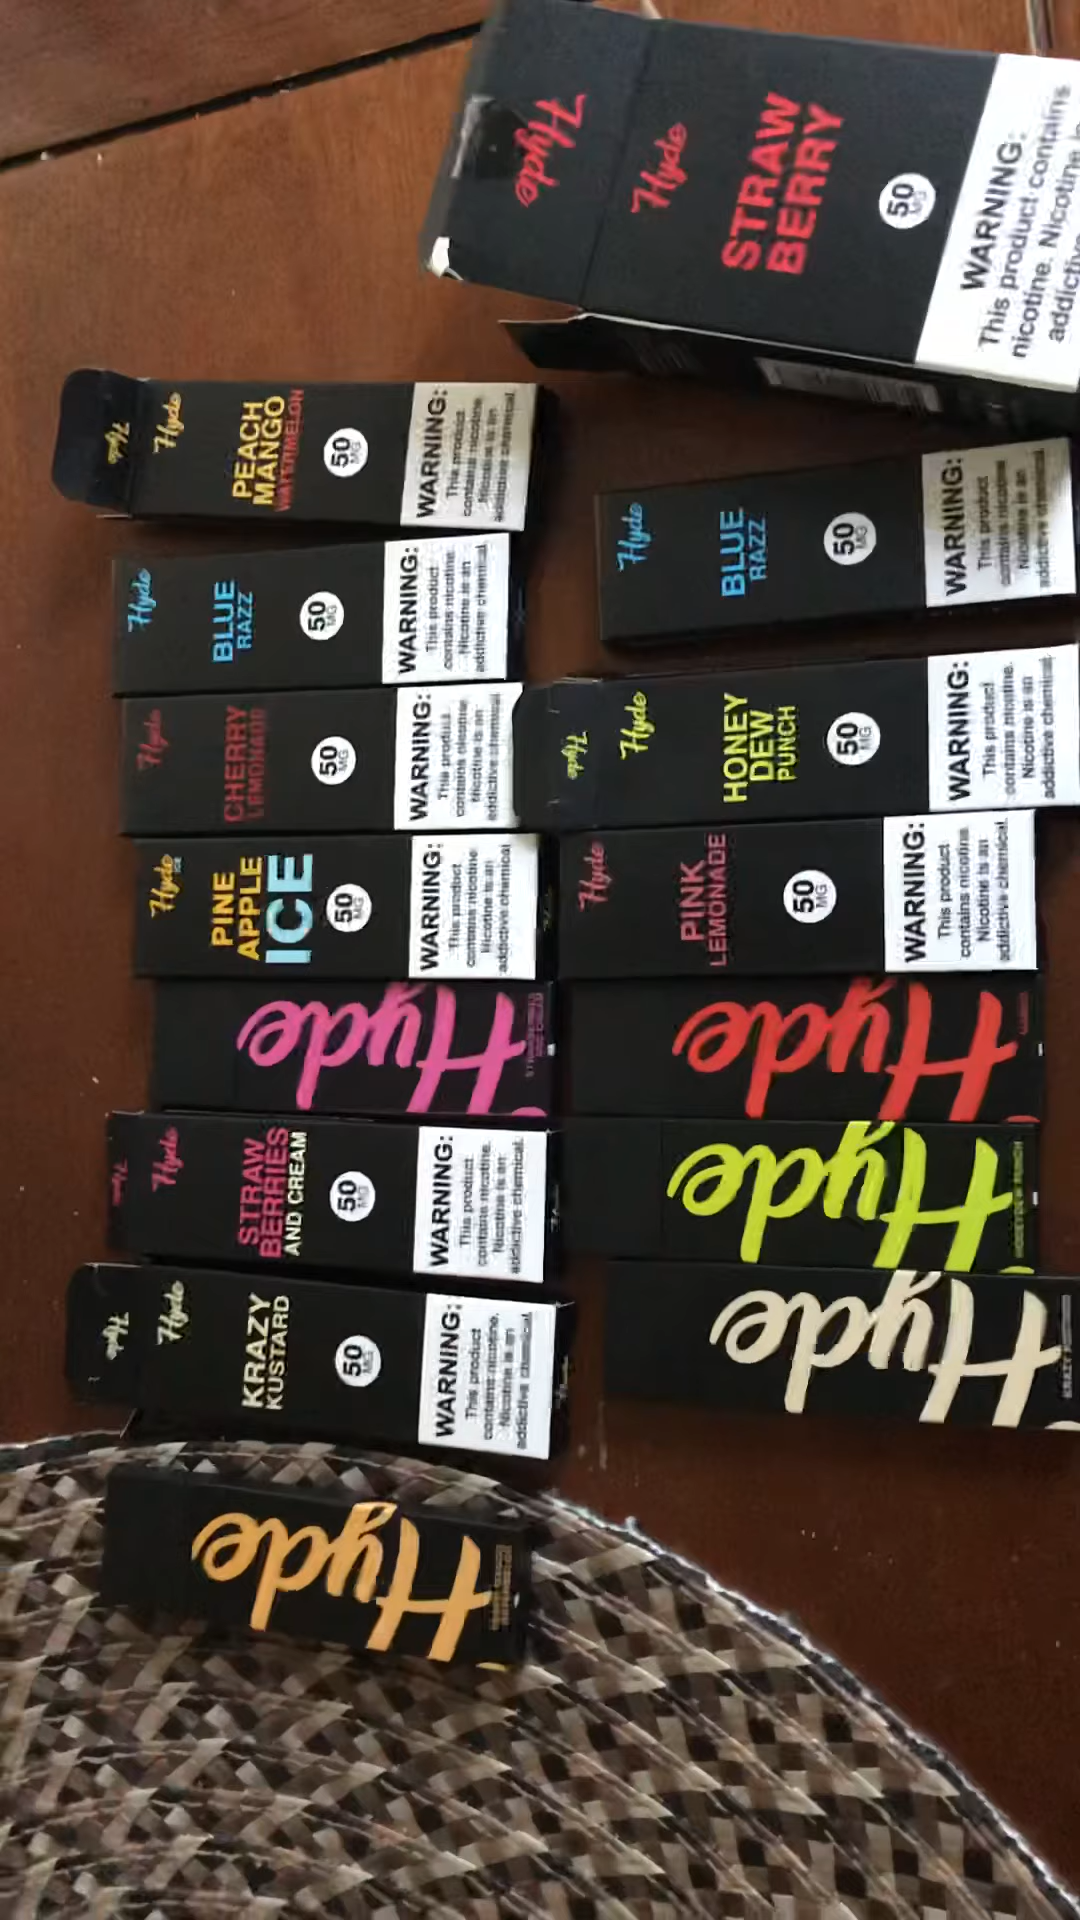 Hyde
Hyde
STRAW
BERRY
50
MG
WARNING:
This product contains
nicotine. Nicotine is
addictive
Hyde
Hyde
PEACH
MANGO
WATERMELON
50
MG
WARNING:
This product
contains nicotine.
Nicotine is an
addictive chemical.
Hyde
BLUE
RAZZ
50
MG
WARNING:
This product
contains nicotine.
Nicotine is an
addictive chemical.
Hyde
BLUE
RAZZ
50
MG
WARNING:
This product
contains nicotine.
Nicotine is an
addictive chemical.
Hyde
CHERRY
LEMONADE
50
MG
WARNING:
This product
contains nicotine.
Nicotine is an
addictive chemical.
Hyde
Hyde
HONEY
DEW
PUNCH
50
MG
WARNING:
This product
contains nicotine.
Nicotine is an
addictive chemical.
Hyde
ICE
PINE
APPLE
ICE
50
MG
WARNING:
This product
contains nicotine.
Nicotine is an
addictive chemical
Hyde
PINK
LEMONADE
50
MG
WARNING:
This product
contains nicotine.
Nicotine is an
addictive chemical.
Hyde
Hyde
Hyde
Hyde
STRAW
BERRIES
AND CREAM
50
MG
WARNING:
This product
contains nicotine.
Nicotine is an
addictive chemical.
Hyde
HONEYDEW PUNCH
Hyde
Hyde
KRAZY
KUSTARD
50
MG
WARNING:
This product
contains nicotine.
Nicotine is an
addictive chemical.
Hyde
KRAZY
Hyde